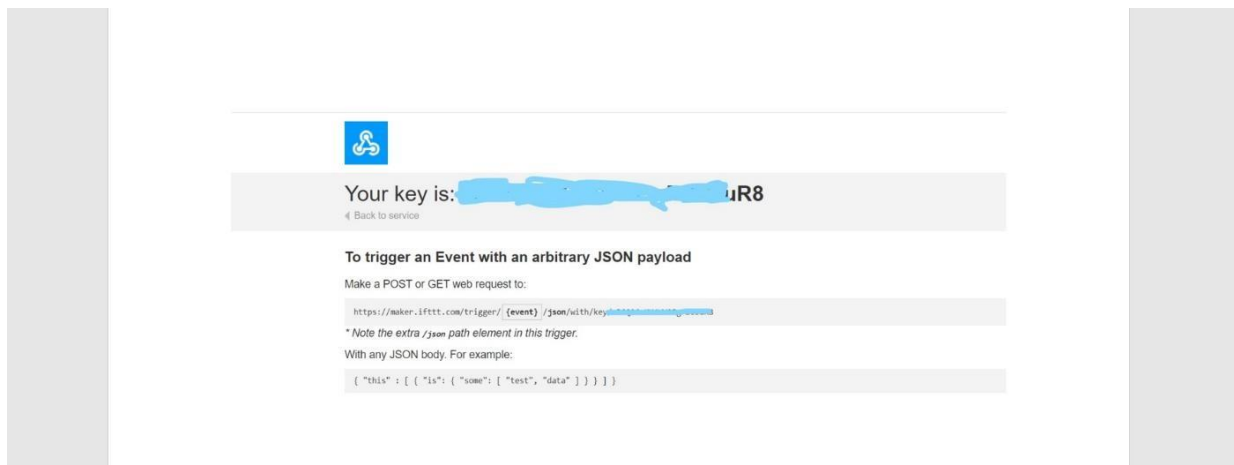 Your key is: uR8
Back to service
To trigger an Event with an arbitrary JSON payload
Make a POST or GET web request to:
https://maker.ifttt.com/trigger/ {event} /json/with/key
* Note the extra /json path element in this trigger.
With any JSON body. For example:
{ "this" : [ { "is": { "some": [ "test", "data" ] } } ] }